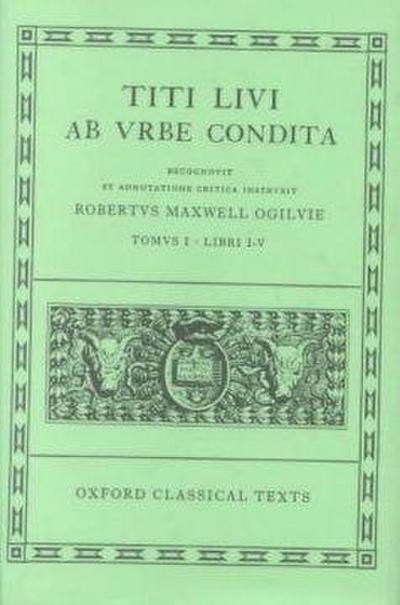 TITI LIVI
AB VRBE CONDITA
RECOGNOVIT
ET ADNOTATIONE CRITICA INSTRVXIT
ROBERTVS MAXWELL OGILVIE
TOMVS I · LIBRI I-V
OXFORD CLASSICAL TEXTS